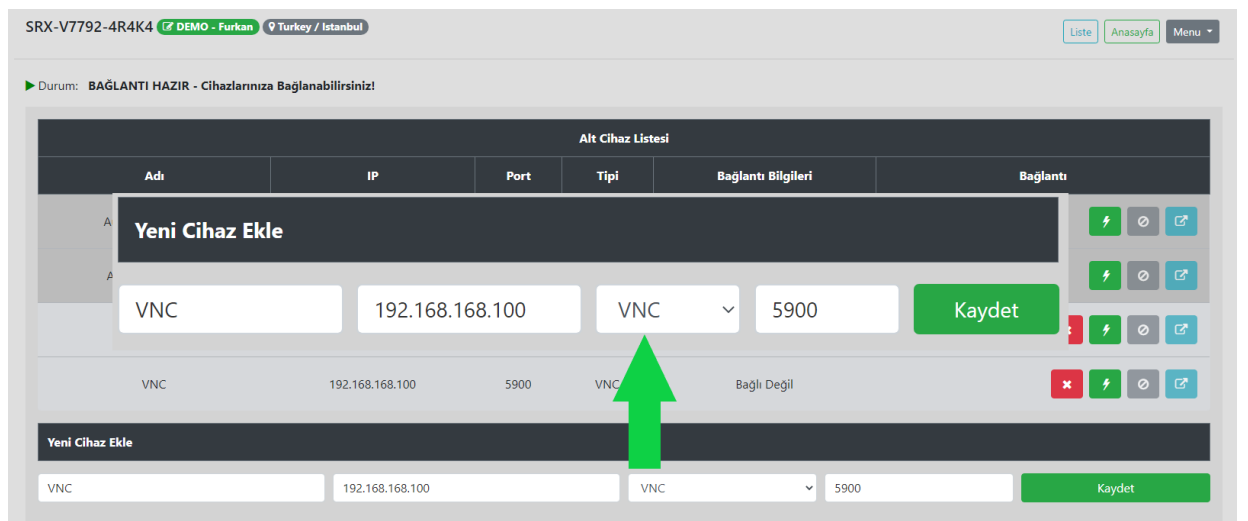 SRX-V7792-4R4K4 DEMO - Furkan Turkey / Istanbul Liste Anasayfa Menu
Durum: BAĞLANTI HAZIR - Cihazlarınıza Bağlanabilirsiniz!
Alt Cihaz Listesi
Adı IP Port Tipi Bağlantı Bilgileri Bağlantı
A
Yeni Cihaz Ekle
A
VNC 192.168.168.100 VNC 5900 Kaydet
VNC 192.168.168.100 5900 VNC Bağlı Değil
Yeni Cihaz Ekle
VNC 192.168.168.100 VNC 5900 Kaydet